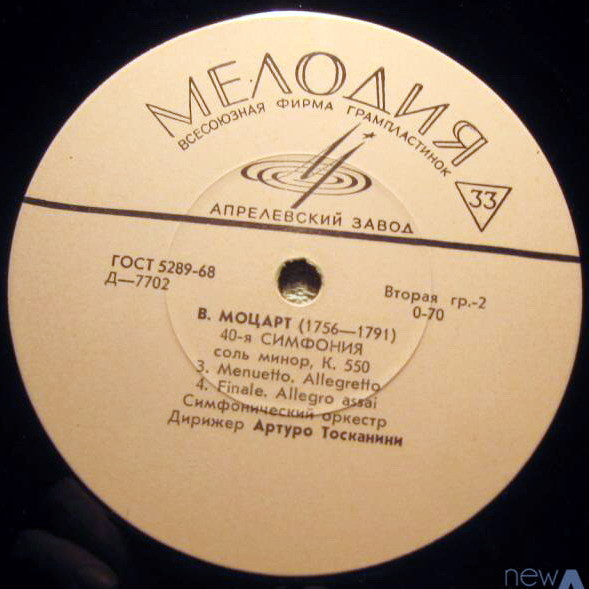 МЕЛОДИЯ
ВСЕСОЮЗНАЯ ФИРМА ГРАМПЛАСТИНОК
33
АПРЕЛЕВСКИЙ ЗАВОД
ГОСТ 5289-68
Д—7702
Вторая гр.-2
0-70
В. МОЦАРТ (1756—1791)
40-я СИМФОНИЯ
соль минор, К. 550
3. Menuetto. Allegretto
4. Finale. Allegro assai
Симфонический оркестр
Дирижер Артуро Тосканини
new